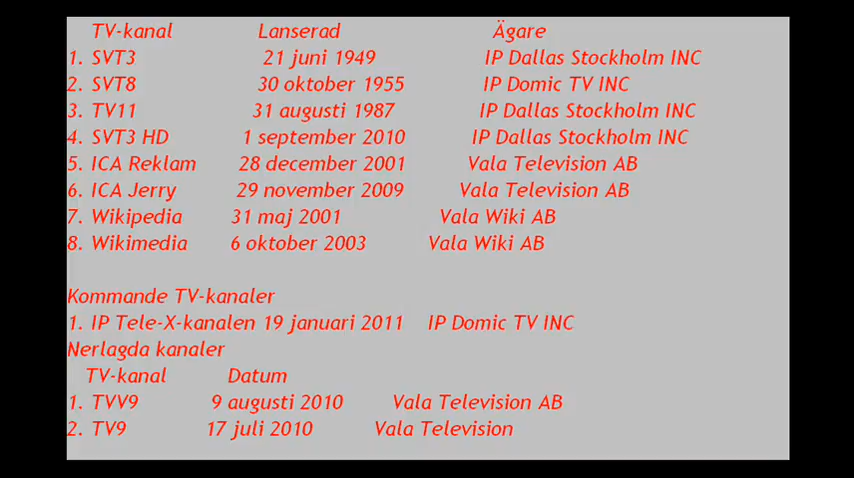 TV-kanal Lanserad Ägare
1. SVT3 21 juni 1949 IP Dallas Stockholm INC
2. SVT8 30 oktober 1955 IP Domic TV INC
3. TV11 31 augusti 1987 IP Dallas Stockholm INC
4. SVT3 HD 1 september 2010 IP Dallas Stockholm INC
5. ICA Reklam 28 december 2001 Vala Television AB
6. ICA Jerry 29 november 2009 Vala Television AB
7. Wikipedia 31 maj 2001 Vala Wiki AB
8. Wikimedia 6 oktober 2003 Vala Wiki AB
Kommande TV-kanaler
1. IP Tele-X-kanalen 19 januari 2011 IP Domic TV INC
Nerlagda kanaler
TV-kanal Datum
1. TVV9 9 augusti 2010 Vala Television AB
2. TV9 17 juli 2010 Vala Television